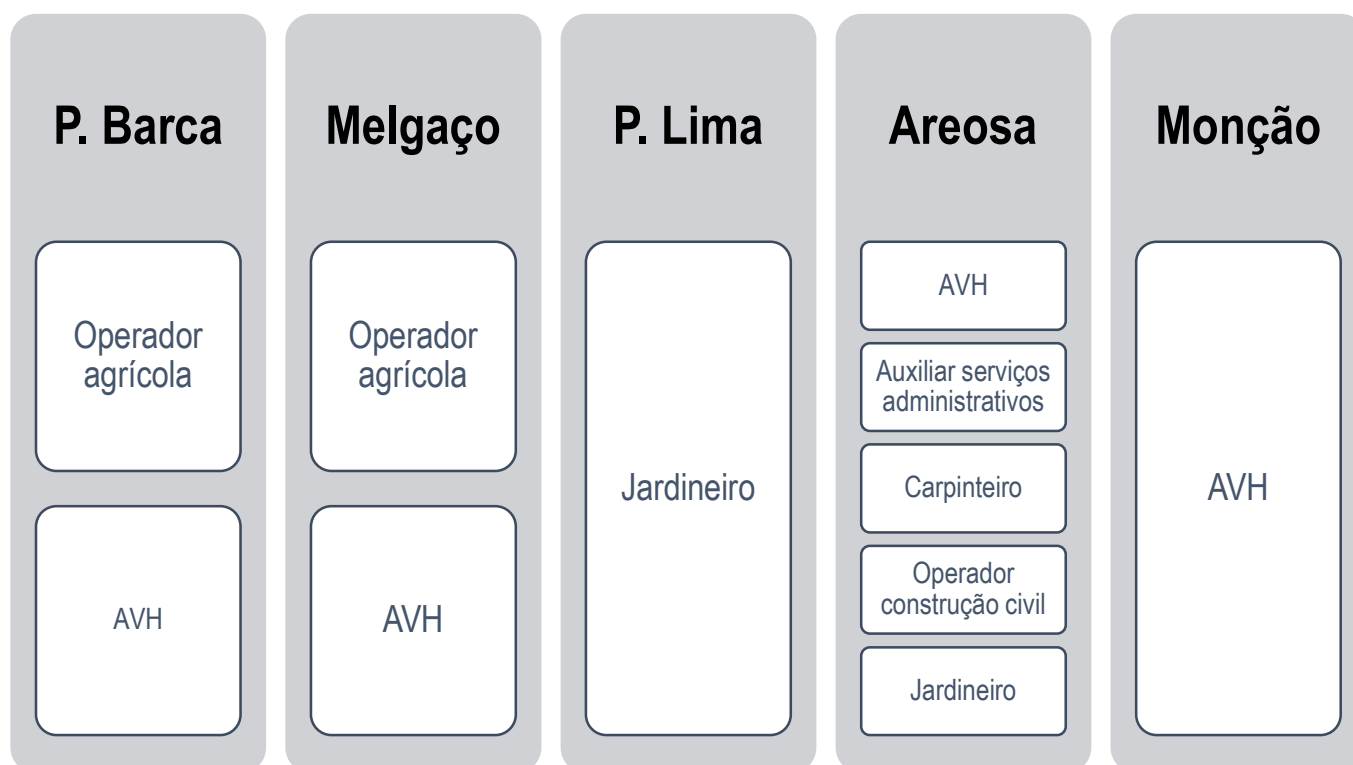 P. Barca
Operador
agrícola
AVH
Melgaço
Operador
agrícola
AVH
P. Lima
Jardineiro
Areosa
AVH
Auxiliar serviços
administrativos
Carpinteiro
Operador
construção civil
Jardineiro
Monção
AVH